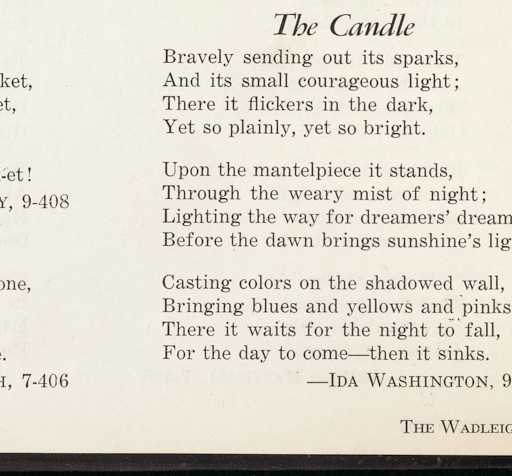 ket,
et,
-et!
Y, 9-408
one,
e.
H, 7-406
The Candle
Bravely sending out its sparks,
And its small courageous light;
There it flickers in the dark,
Yet so plainly, yet so bright.
Upon the mantelpiece it stands,
Through the weary mist of night;
Lighting the way for dreamers' dream
Before the dawn brings sunshine's lig
Casting colors on the shadowed wall,
Bringing blues and yellows and pinks
There it waits for the night to fall,
For the day to come—then it sinks.
—IDA WASHINGTON, 9
THE WADLEIG